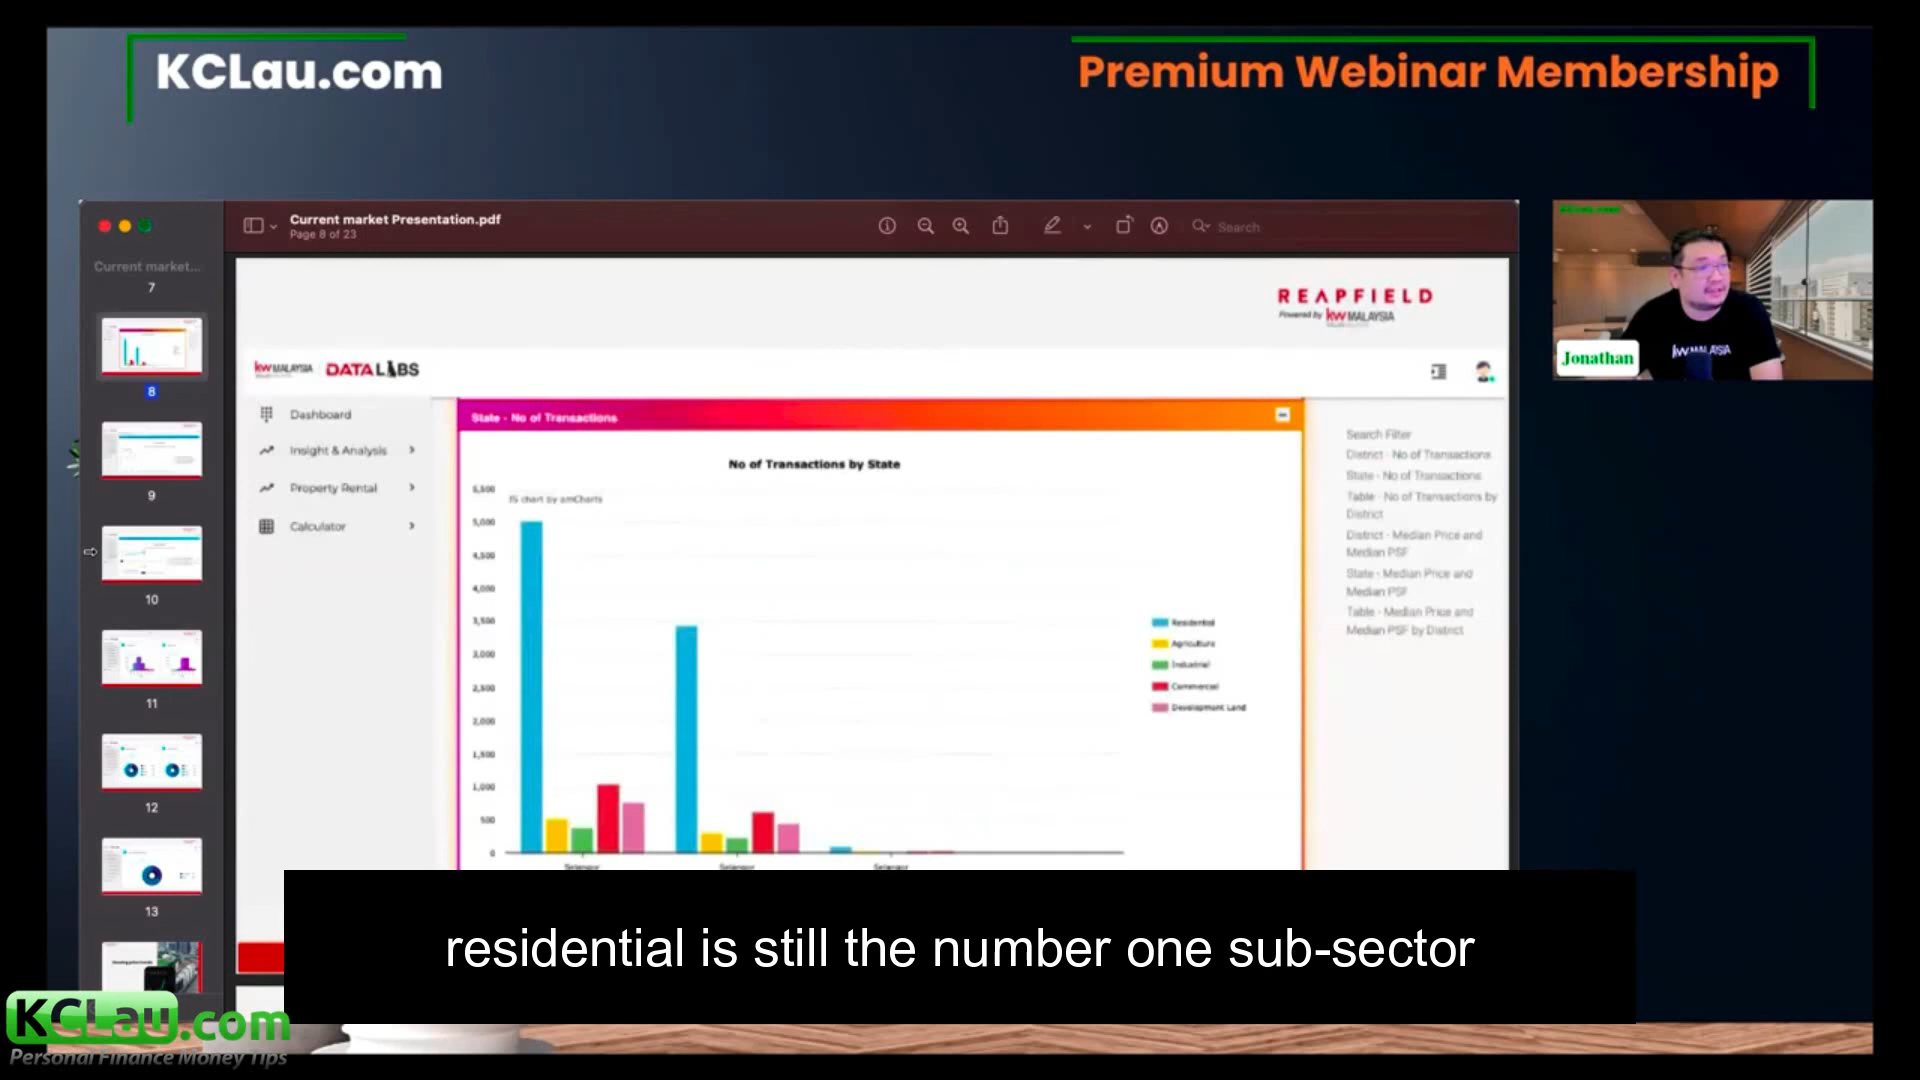 KCLau.com
Premium Webinar Membership
Current market Presentation.pdf
Page 8 of 23
Search
Current market...
7
8
9
10
11
12
13
REAPFIELD
Powered by kw MALAYSIA
kw MALAYSIA DATALABS
Dashboard
Insight & Analysis
Property Rental
Calculator
State - No of Transactions
No of Transactions by State
JS chart by amCharts
5,500
5,000
4,500
4,000
3,500
3,000
2,500
2,000
1,500
1,000
500
0
Selangor
Selangor
Selangor
Residential
Agriculture
Industrial
Commercial
Development Land
Search Filter
District - No of Transactions
State - No of Transactions
Table - No of Transactions by
District
District - Median Price and
Median PSF
State - Median Price and
Median PSF
Table - Median Price and
Median PSF by District
Jonathan
kw MALAYSIA
residential is still the number one sub-sector
KCLau.com
Personal Finance Money Tips